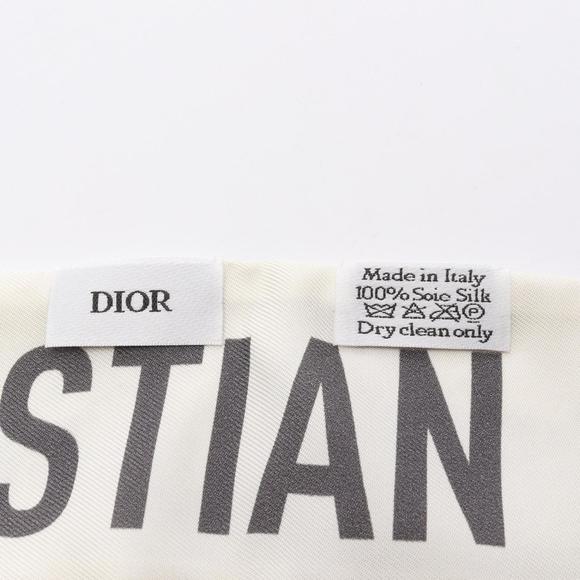 DIOR
Made in Italy
100% Soie Silk
P
Dry clean only
STIAN